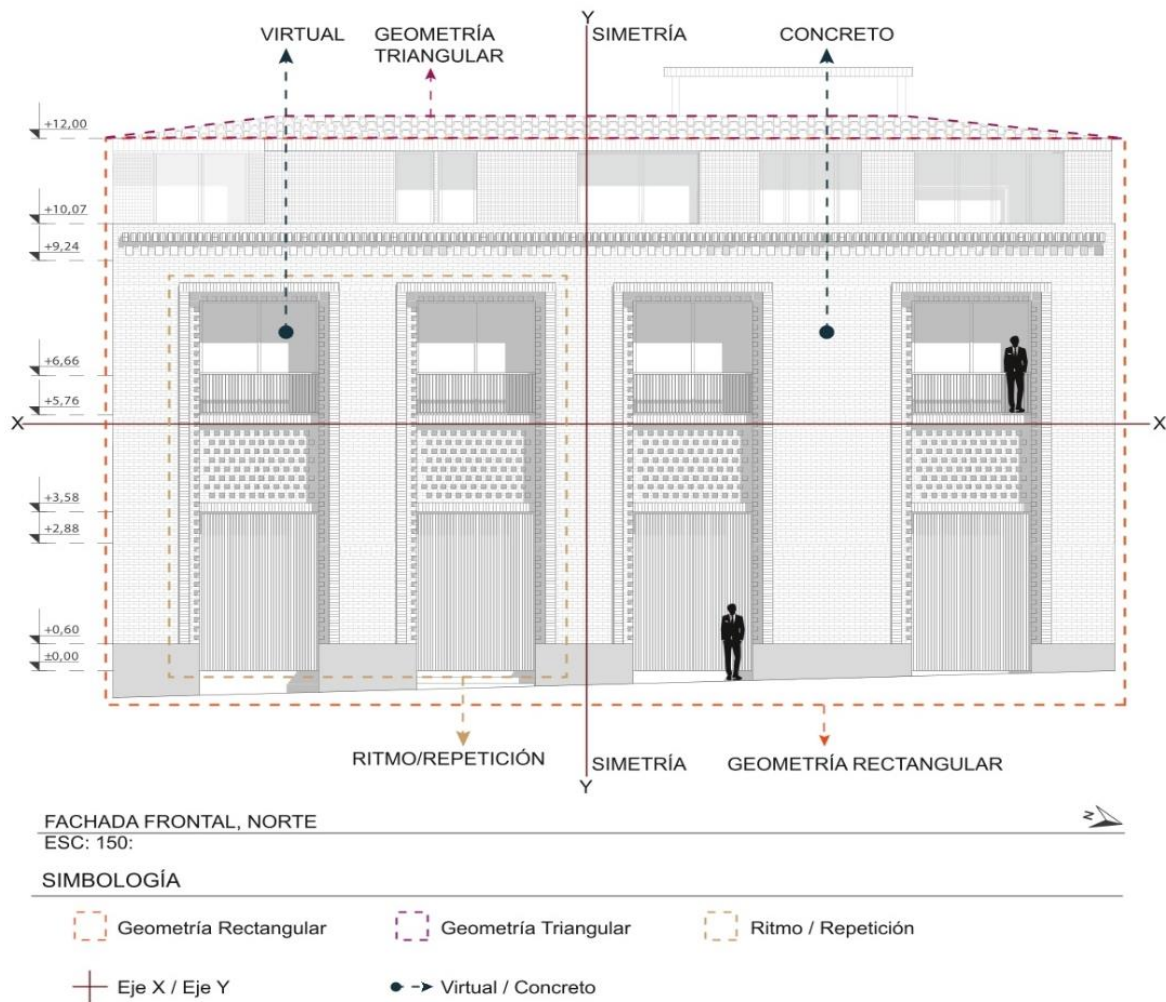 Y
VIRTUAL
GEOMETRÍA
TRIANGULAR
SIMETRÍA
CONCRETO
+12,00
+10,07
+9,24
+6,66
+5,76
X
X
+3,58
+2,88
+0,60
±0,00
RITMO/REPETICIÓN
SIMETRÍA
GEOMETRÍA RECTANGULAR
Y
FACHADA FRONTAL, NORTE
N
ESC: 150:
SIMBOLOGÍA
Geometría Rectangular
Geometría Triangular
Ritmo / Repetición
Eje X / Eje Y
Virtual / Concreto